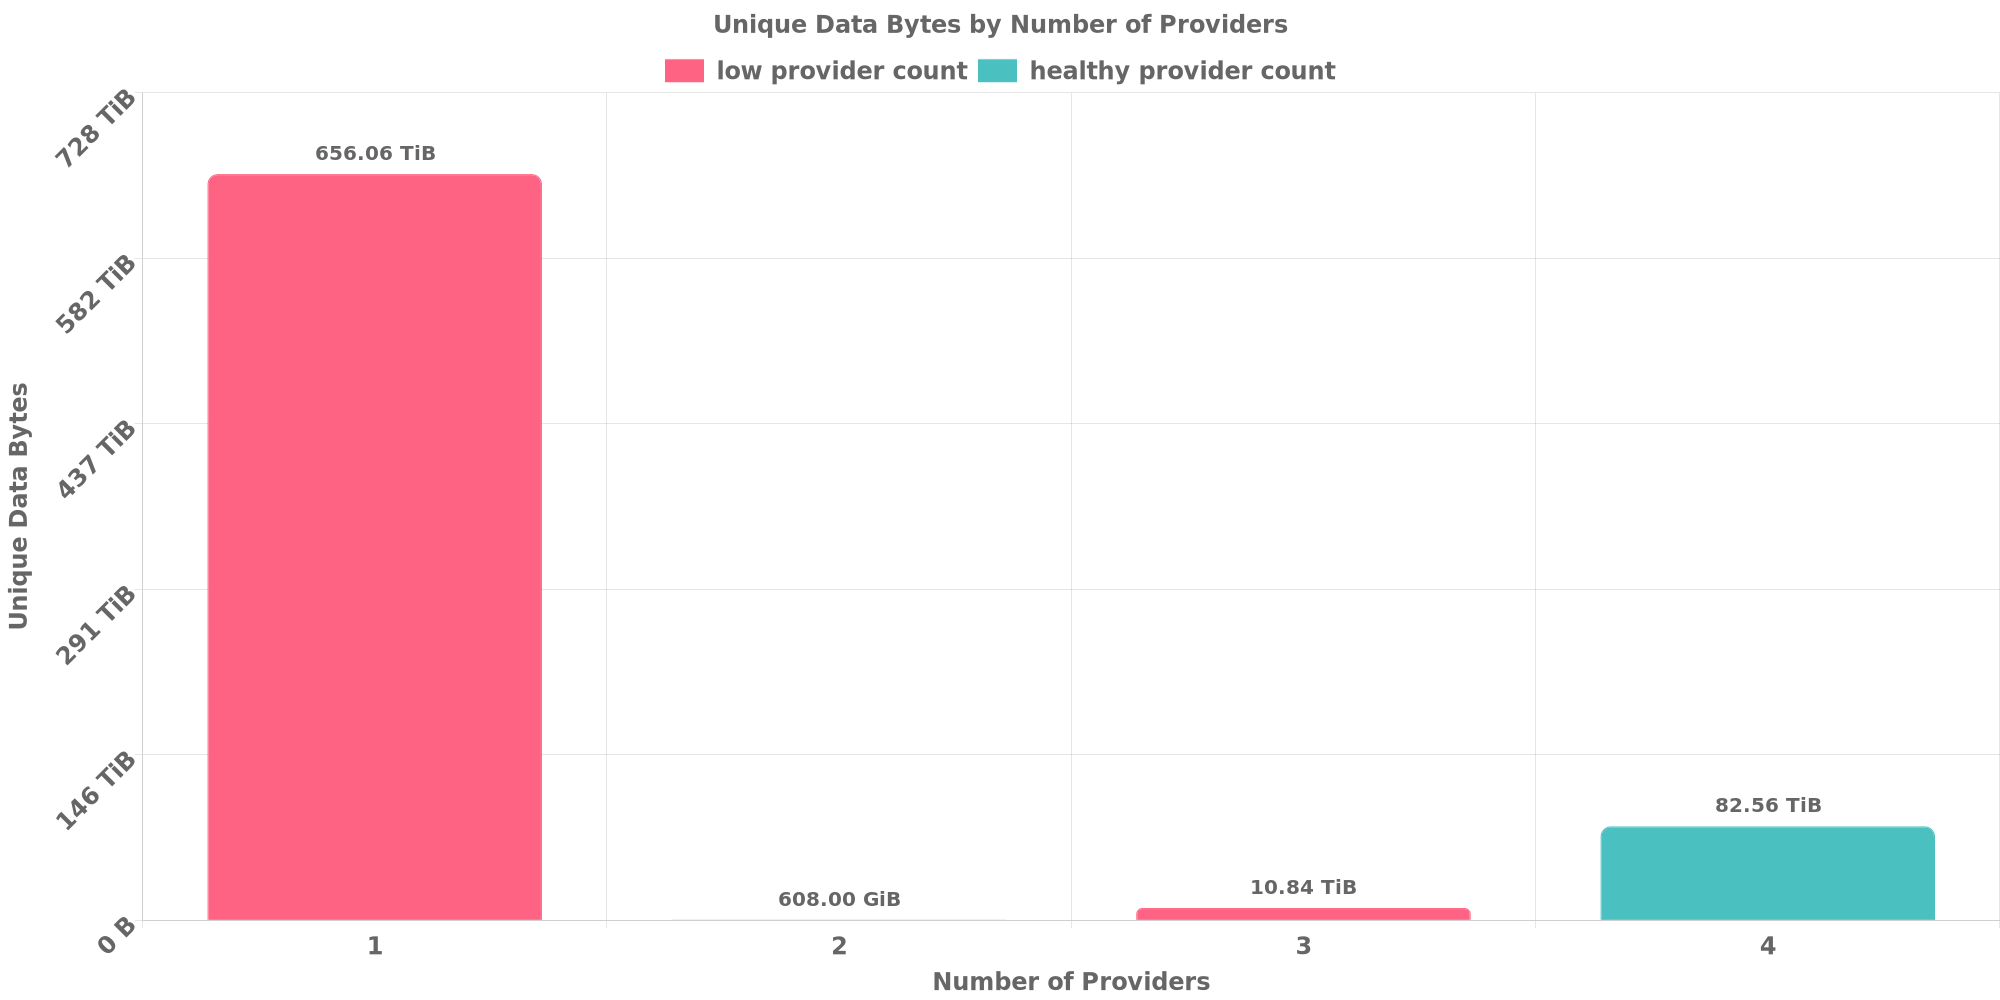 Unique Data Bytes by Number of Providers
low provider count healthy provider count
728 TiB
582 TiB
437 TiB
291 TiB
146 TiB
0 B
Unique Data Bytes
656.06 TiB
608.00 GiB
10.84 TiB
82.56 TiB
1 2 3 4
Number of Providers